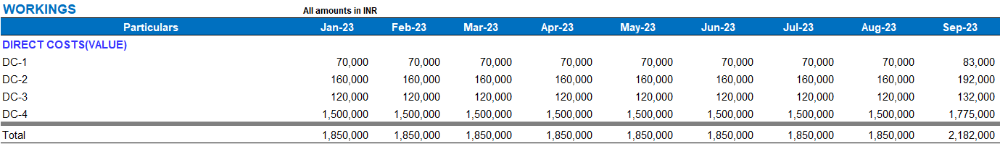 WORKINGS All amounts in INR
Particulars Jan-23 Feb-23 Mar-23 Apr-23 May-23 Jun-23 Jul-23 Aug-23 Sep-23
DIRECT COSTS(VALUE)
DC-1 70,000 70,000 70,000 70,000 70,000 70,000 70,000 70,000 83,000
DC-2 160,000 160,000 160,000 160,000 160,000 160,000 160,000 160,000 192,000
DC-3 120,000 120,000 120,000 120,000 120,000 120,000 120,000 120,000 132,000
DC-4 1,500,000 1,500,000 1,500,000 1,500,000 1,500,000 1,500,000 1,500,000 1,500,000 1,775,000
Total 1,850,000 1,850,000 1,850,000 1,850,000 1,850,000 1,850,000 1,850,000 1,850,000 2,182,000